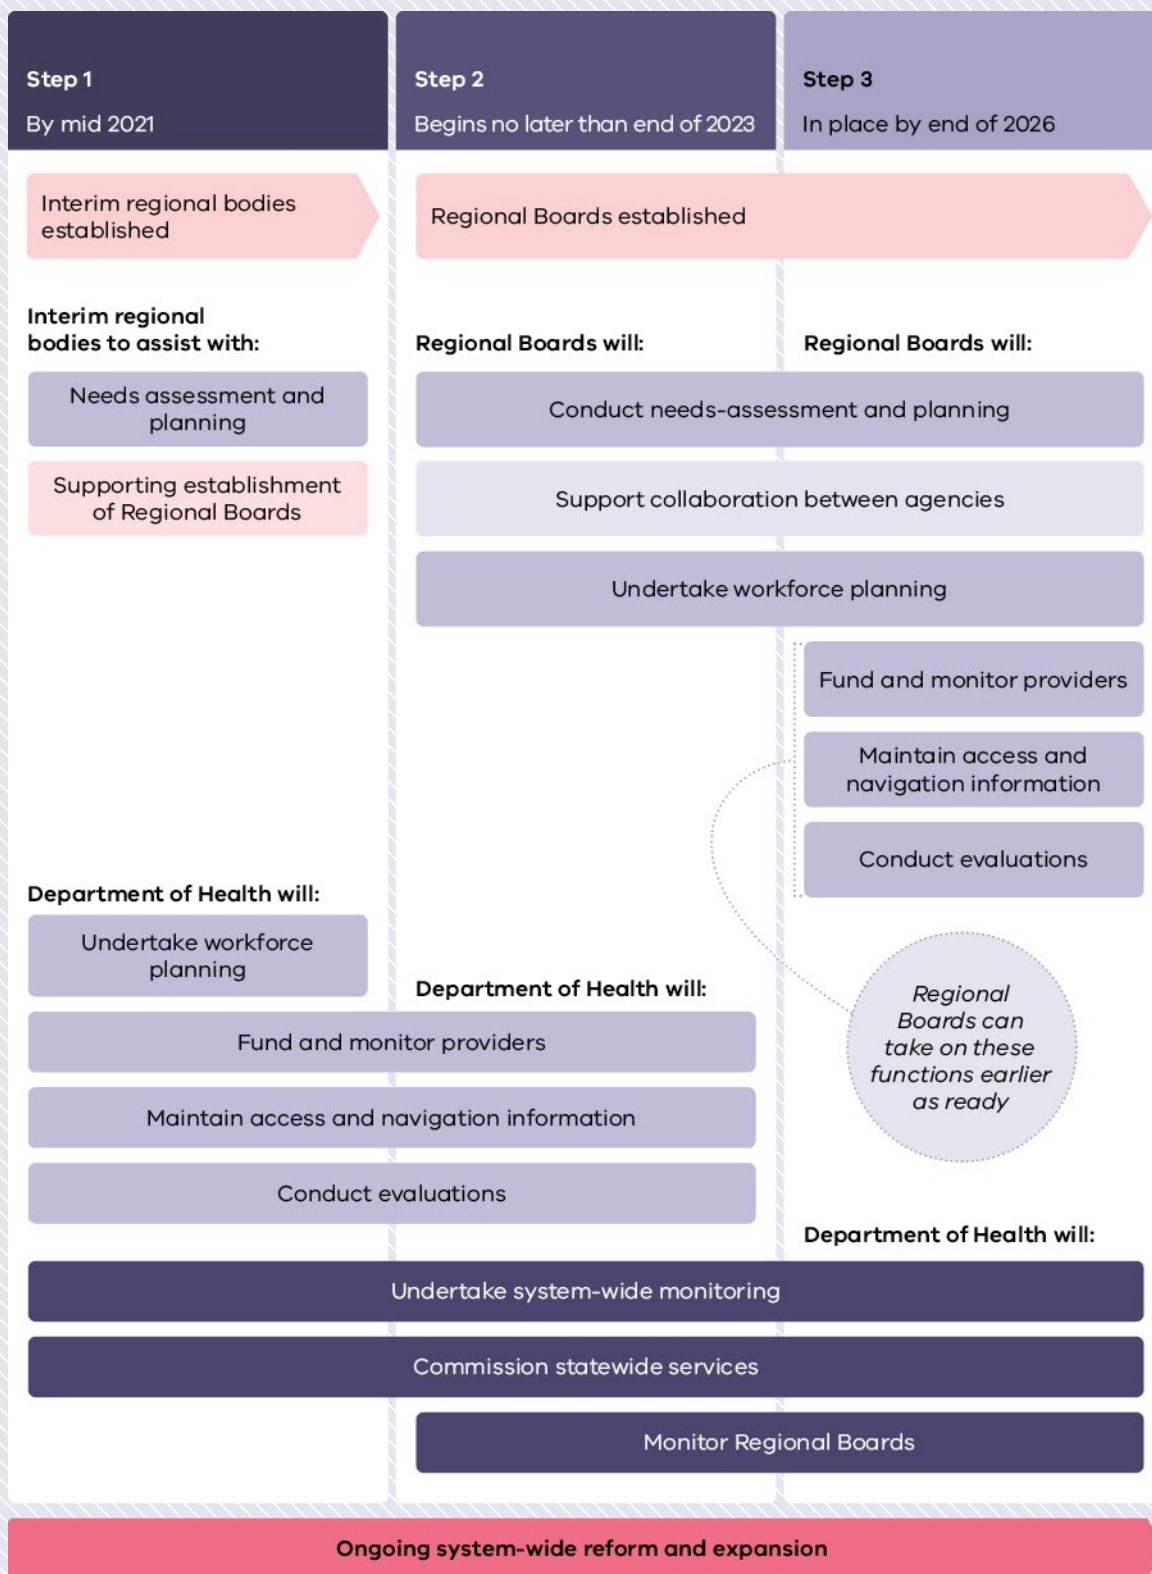 Step 1
By mid 2021
Step 2
Begins no later than end of 2023
Step 3
In place by end of 2026
Interim regional bodies
established
Regional Boards established
Interim regional
bodies to assist with:
Regional Boards will:
Regional Boards will:
Needs assessment and
planning
Conduct needs-assessment and planning
Supporting establishment
of Regional Boards
Support collaboration between agencies
Undertake workforce planning
Fund and monitor providers
Maintain access and
navigation information
Conduct evaluations
Department of Health will:
Undertake workforce
planning
Department of Health will:
Regional
Boards can
take on these
functions earlier
as ready
Fund and monitor providers
Maintain access and navigation information
Conduct evaluations
Department of Health will:
Undertake system-wide monitoring
Commission statewide services
Monitor Regional Boards
Ongoing system-wide reform and expansion